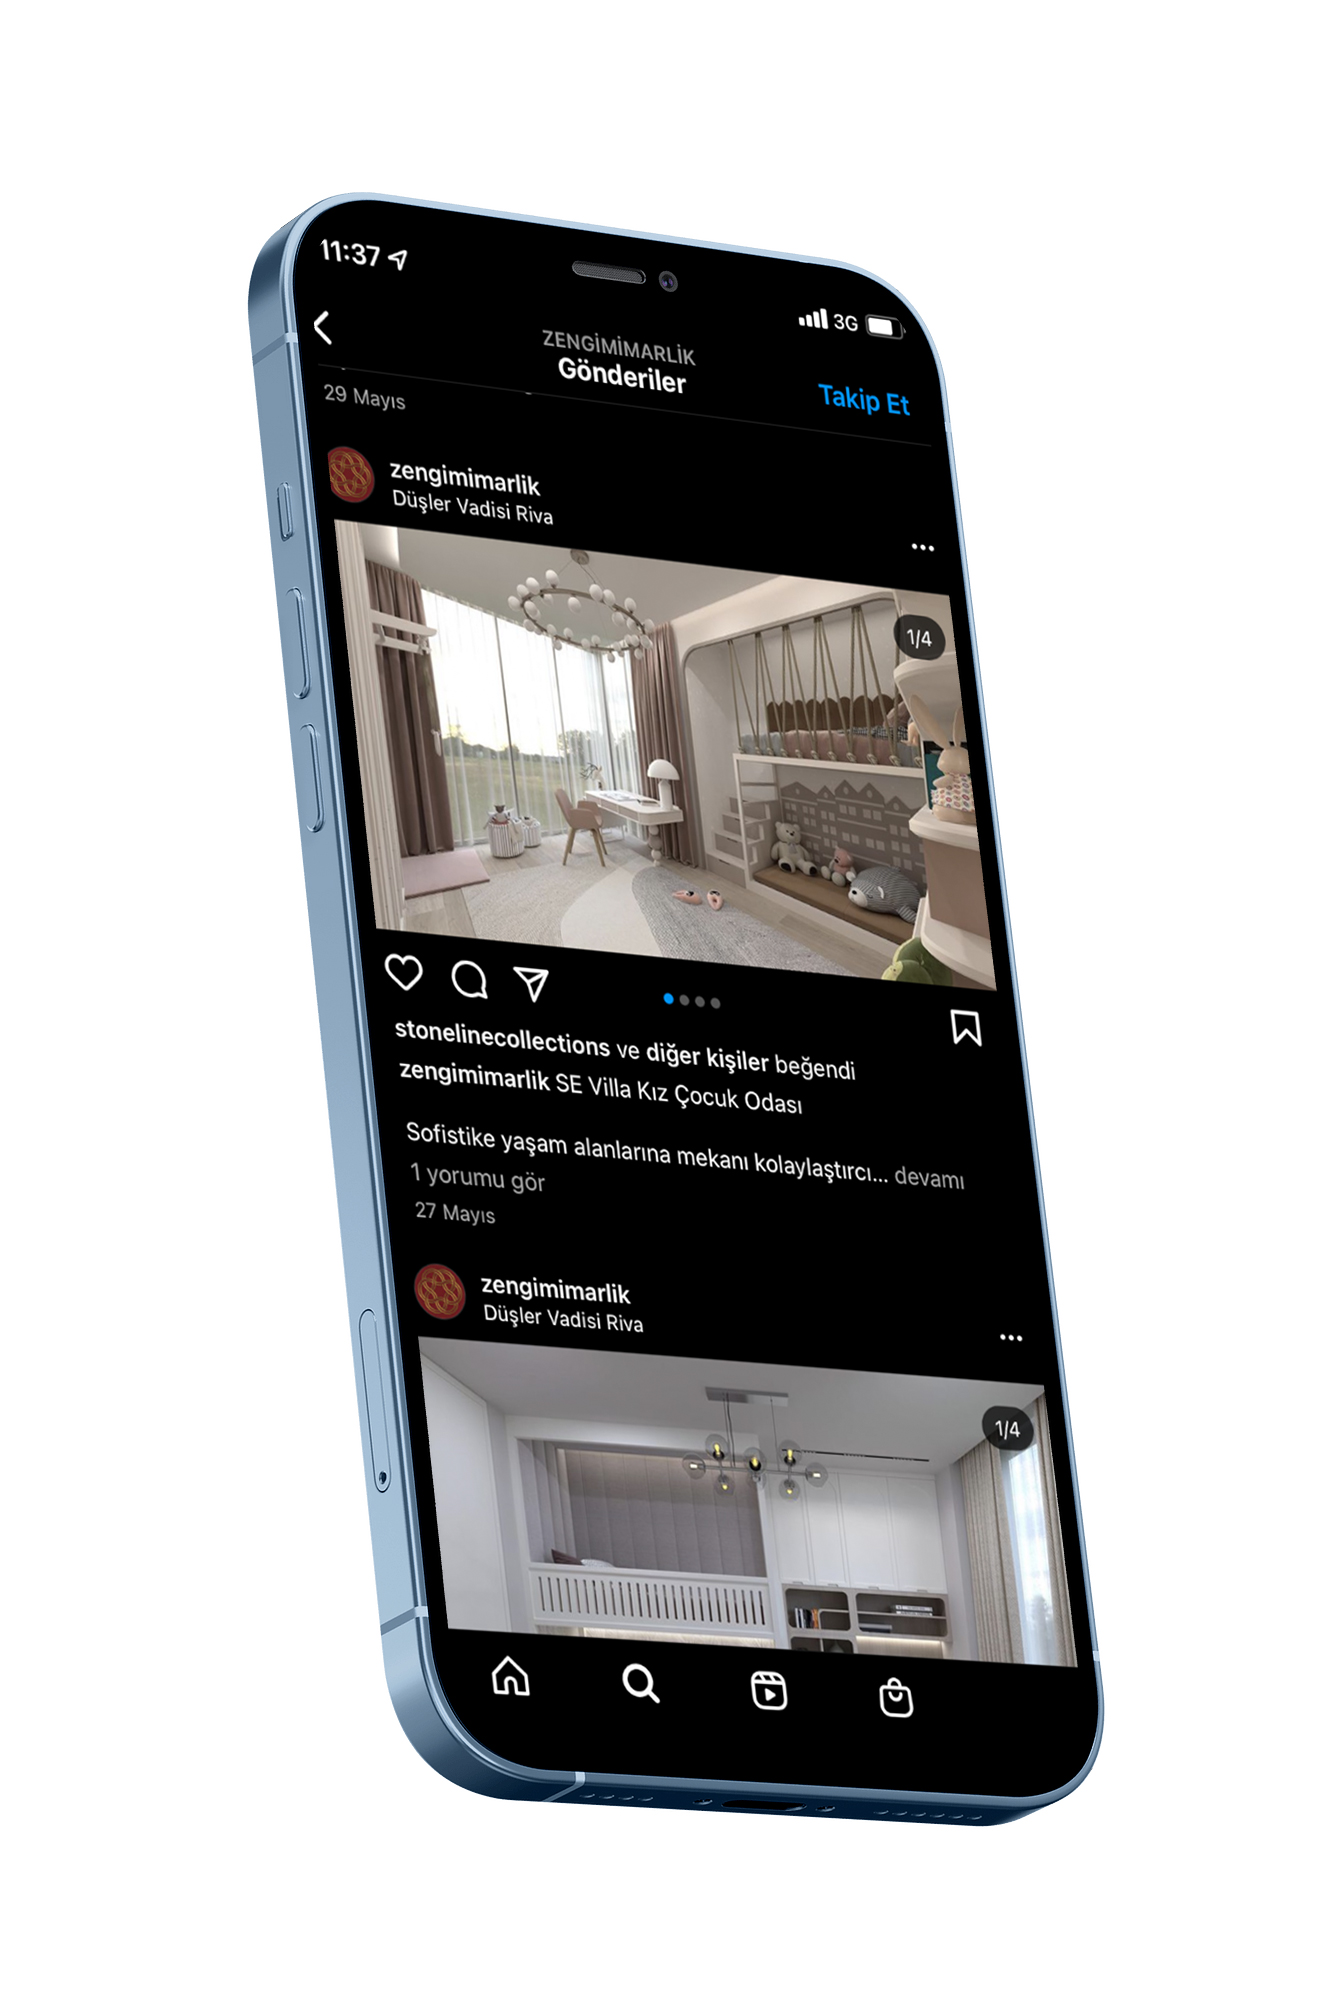 11:37
3G
ZENGİMİMARLİK
Gönderiler
Takip Et
29 Mayıs
zengimimarlik
Düşler Vadisi Riva
1/4
stonelinecollections ve diğer kişiler beğendi
zengimimarlik SE Villa Kız Çocuk Odası
Sofistike yaşam alanlarına mekanı kolaylaştırcı... devamı
1 yorumu gör
27 Mayıs
zengimimarlik
Düşler Vadisi Riva
1/4